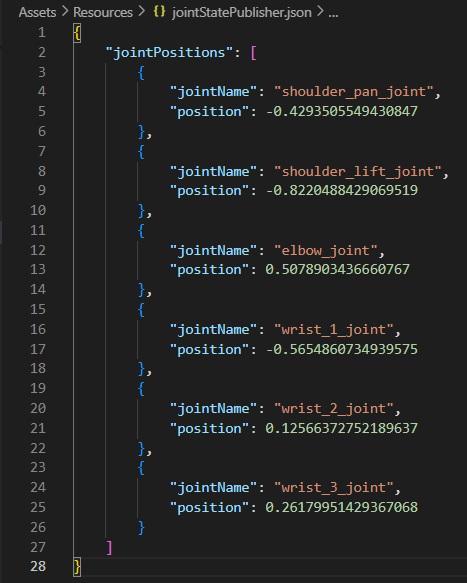 Assets > Resources > {} jointStatePublisher.json > ...
1 {
2 "jointPositions": [
3 {
4 "jointName": "shoulder_pan_joint",
5 "position": -0.4293505549430847
6 },
7 {
8 "jointName": "shoulder_lift_joint",
9 "position": -0.8220488429069519
10 },
11 {
12 "jointName": "elbow_joint",
13 "position": 0.5078903436660767
14 },
15 {
16 "jointName": "wrist_1_joint",
17 "position": -0.5654860734939575
18 },
19 {
20 "jointName": "wrist_2_joint",
21 "position": 0.12566372752189637
22 },
23 {
24 "jointName": "wrist_3_joint",
25 "position": 0.26179951429367068
26 }
27 ]
28 }